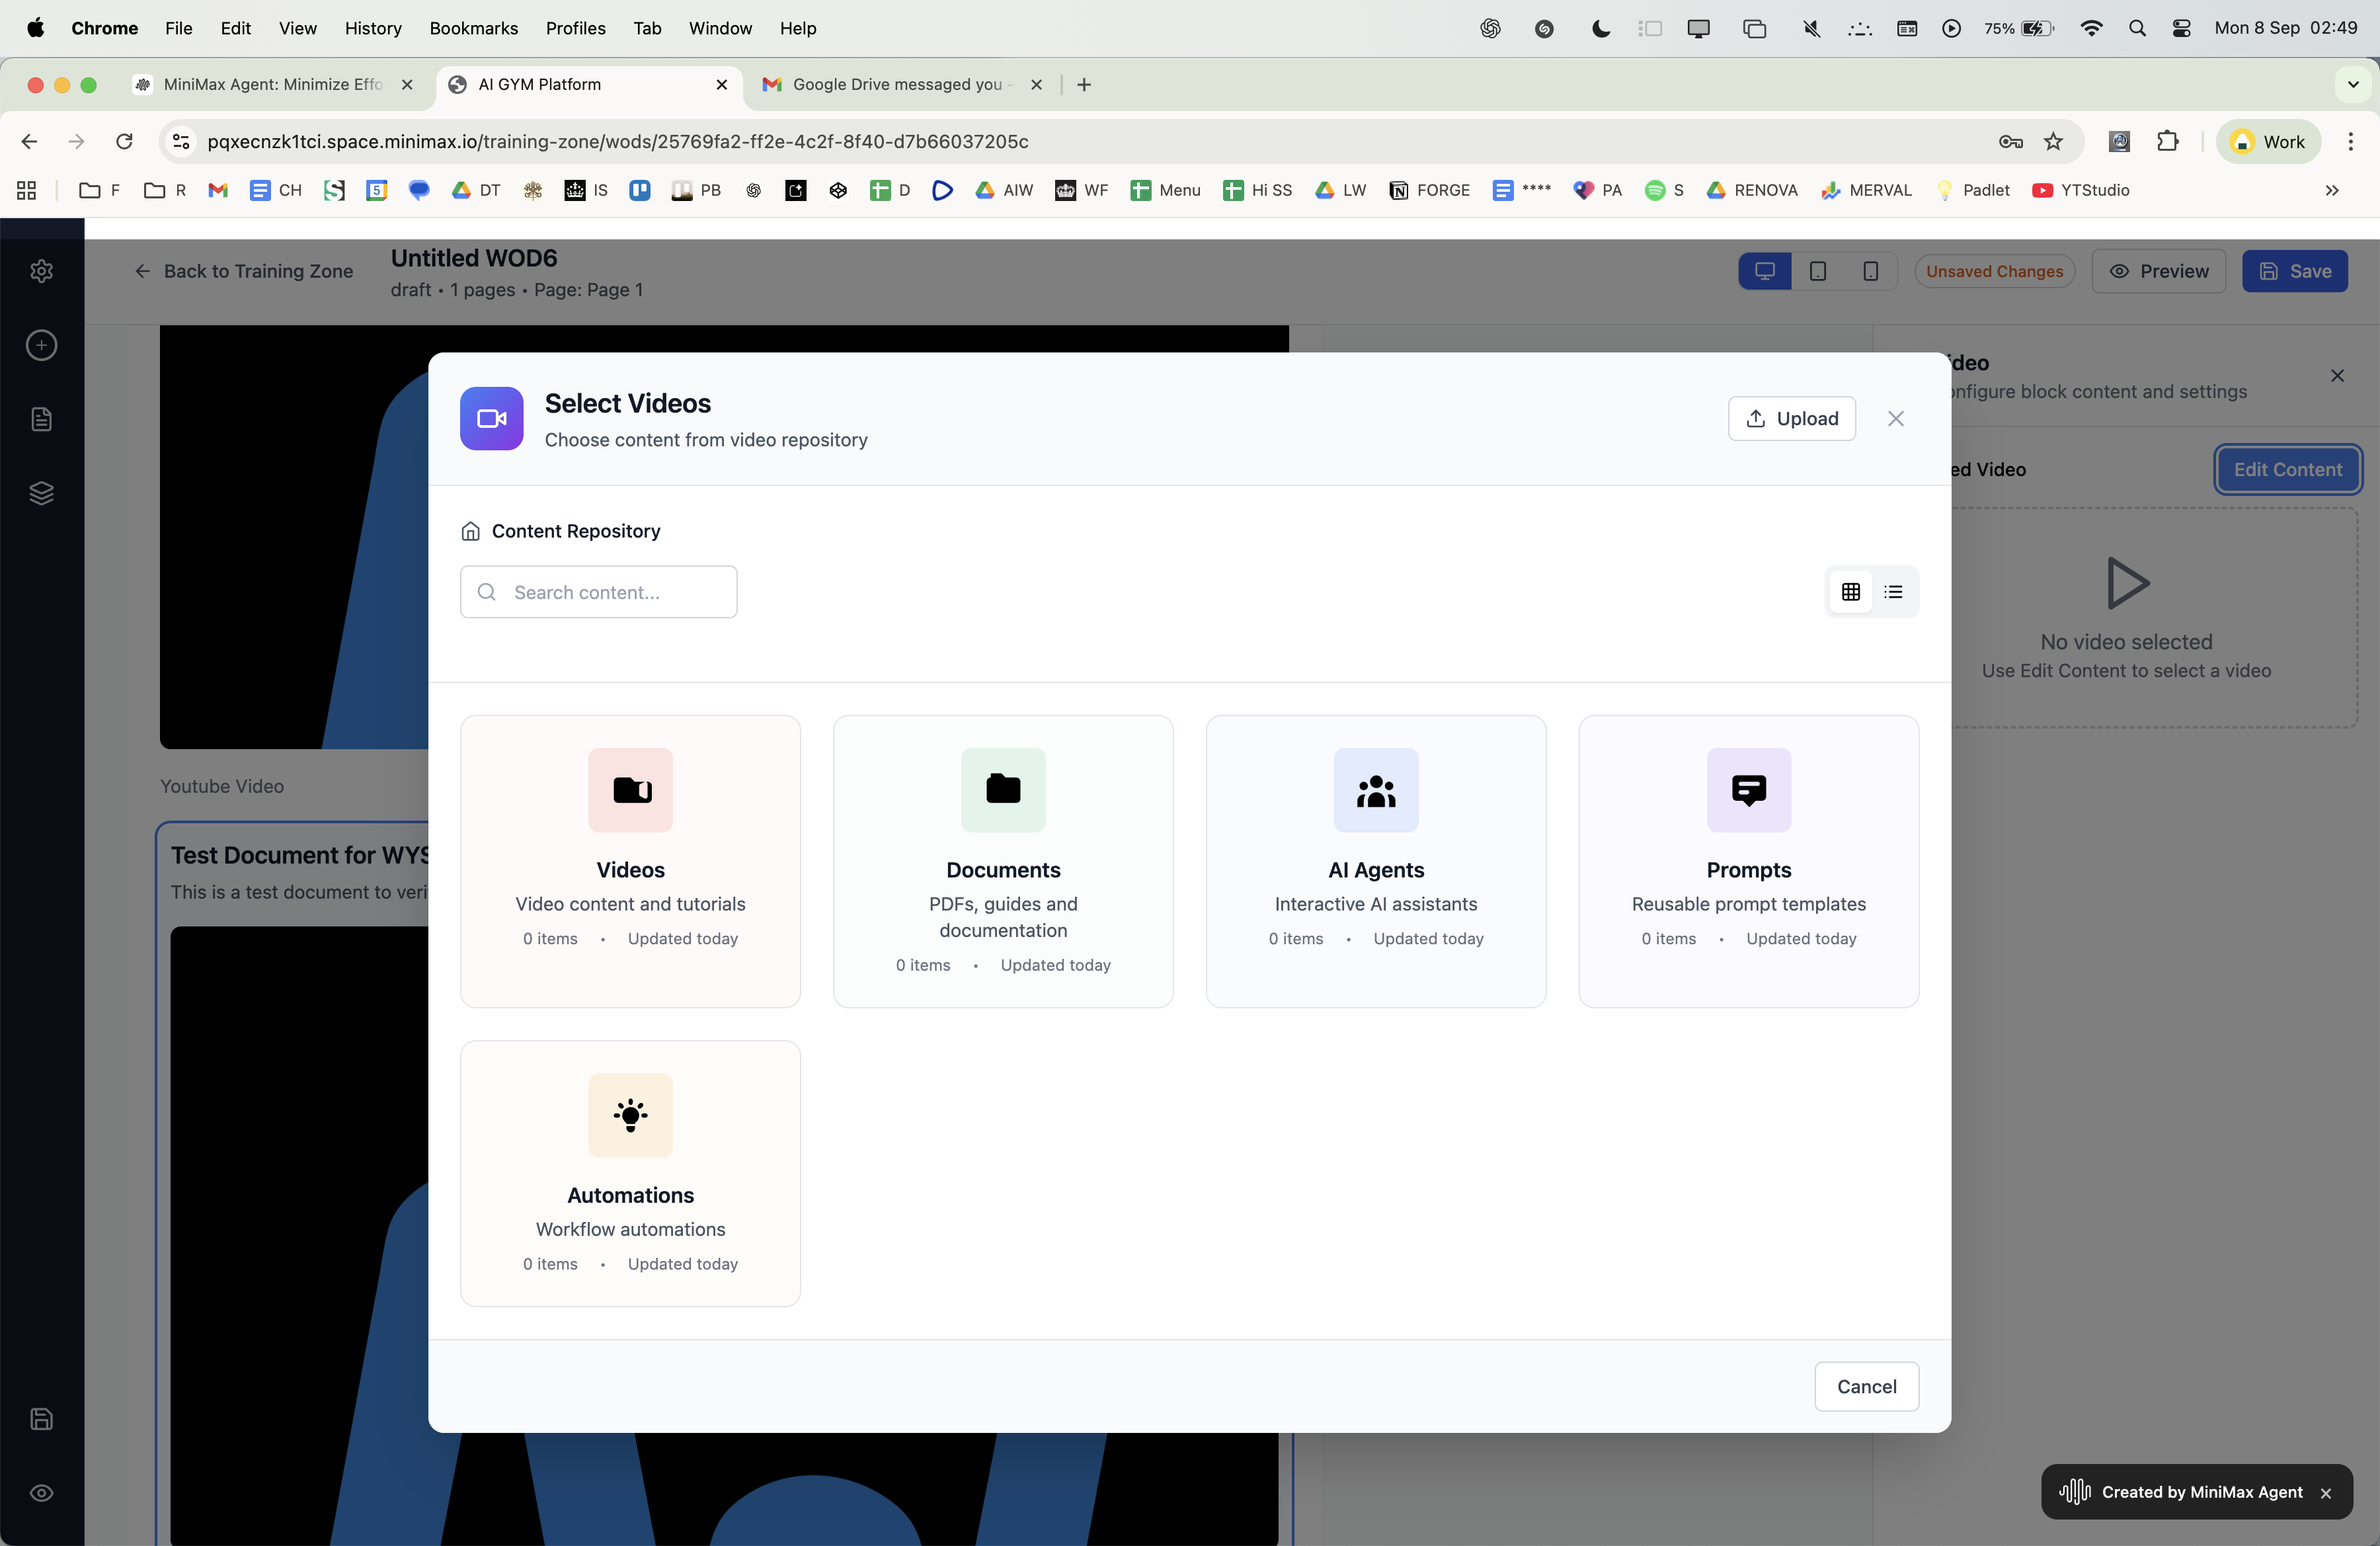 Chrome File Edit View History Bookmarks Profiles Tab Window Help 75% Mon 8 Sep 02:49
MiniMax Agent: Minimize Effo
AI GYM Platform
Google Drive messaged you -
pqxecnzk1tci.space.minimax.io/training-zone/wods/25769fa2-ff2e-4c2f-8f40-d7b66037205c
Work
F R CH 5 DT IS PB D AIW WF Menu Hi SS LW FORGE **** PA S RENOVA MERVAL Padlet YTStudio
Back to Training Zone
Untitled WOD6
draft • 1 pages • Page: Page 1
Unsaved Changes
Preview
Save
Youtube Video
Test Document for WYS
This is a test document to veri
Select Videos
Choose content from video repository
Upload
Content Repository
Search content...
Videos
Video content and tutorials
0 items • Updated today
Documents
PDFs, guides and
documentation
0 items • Updated today
AI Agents
Interactive AI assistants
0 items • Updated today
Prompts
Reusable prompt templates
0 items • Updated today
Automations
Workflow automations
0 items • Updated today
Cancel
deo
onfigure block content and settings
ed Video
Edit Content
No video selected
Use Edit Content to select a video
Created by MiniMax Agent